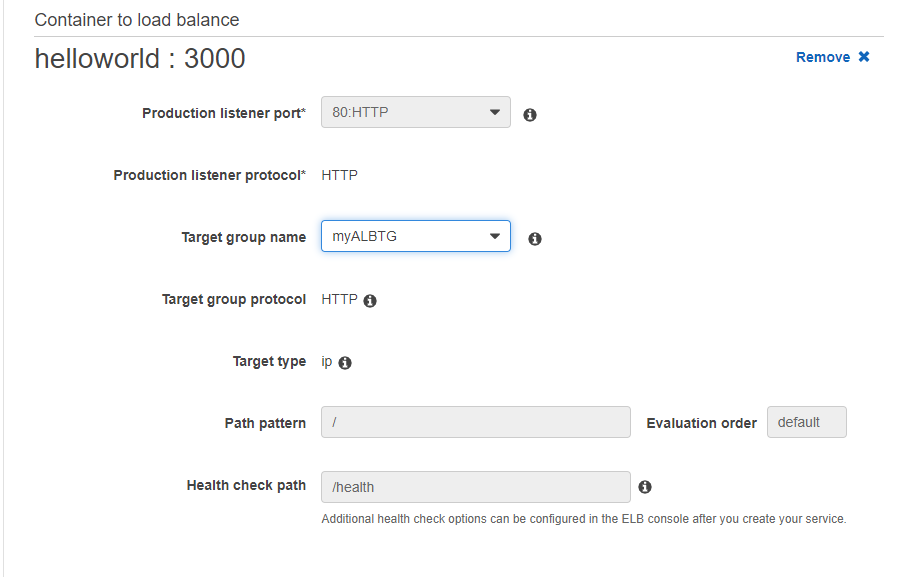 Container to load balance
helloworld : 3000
Remove ✖
Production listener port* 80:HTTP
Production listener protocol* HTTP
Target group name myALBTG
Target group protocol HTTP
Target type ip
Path pattern / Evaluation order default
Health check path /health
Additional health check options can be configured in the ELB console after you create your service.